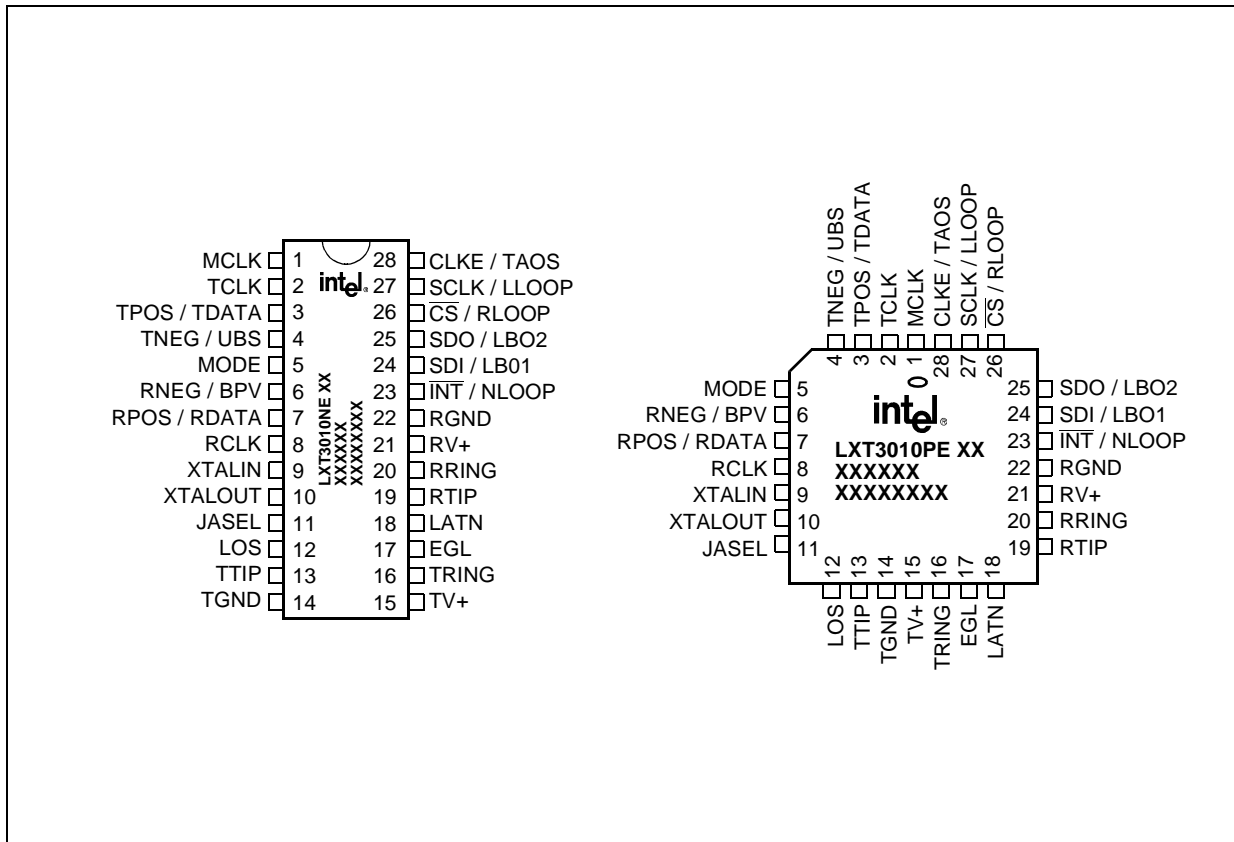 MCLK 1 28 CLKE / TAOS
TCLK 2 intel® 27 SCLK / LLOOP
TPOS / TDATA 3 26 C̅S̅ / RLOOP
TNEG / UBS 4 25 SDO / LBO2
MODE 5 24 SDI / LB01
RNEG / BPV 6 23 I̅N̅T̅ / NLOOP
RPOS / RDATA 7 22 RGND
RCLK 8 21 RV+
XTALIN 9 20 RRING
XTALOUT 10 19 RTIP
JASEL 11 18 LATN
LOS 12 17 EGL
TTIP 13 16 TRING
TGND 14 15 TV+
LXT3010NE XX
XXXXXX
XXXXXXXX
TNEG / UBS
TPOS / TDATA
TCLK
MCLK
CLKE / TAOS
SCLK / LLOOP
C̅S̅ / RLOOP
4 3 2 1 28 27 26
MODE 5 25 SDO / LBO2
RNEG / BPV 6 intel® 24 SDI / LBO1
RPOS / RDATA 7 23 I̅N̅T̅ / NLOOP
LXT3010PE XX
RCLK 8 XXXXXX 22 RGND
XTALIN 9 XXXXXXXX 21 RV+
XTALOUT 10 20 RRING
JASEL 11 19 RTIP
12 13 14 15 16 17 18
LOS
TTIP
TGND
TV+
TRING
EGL
LATN